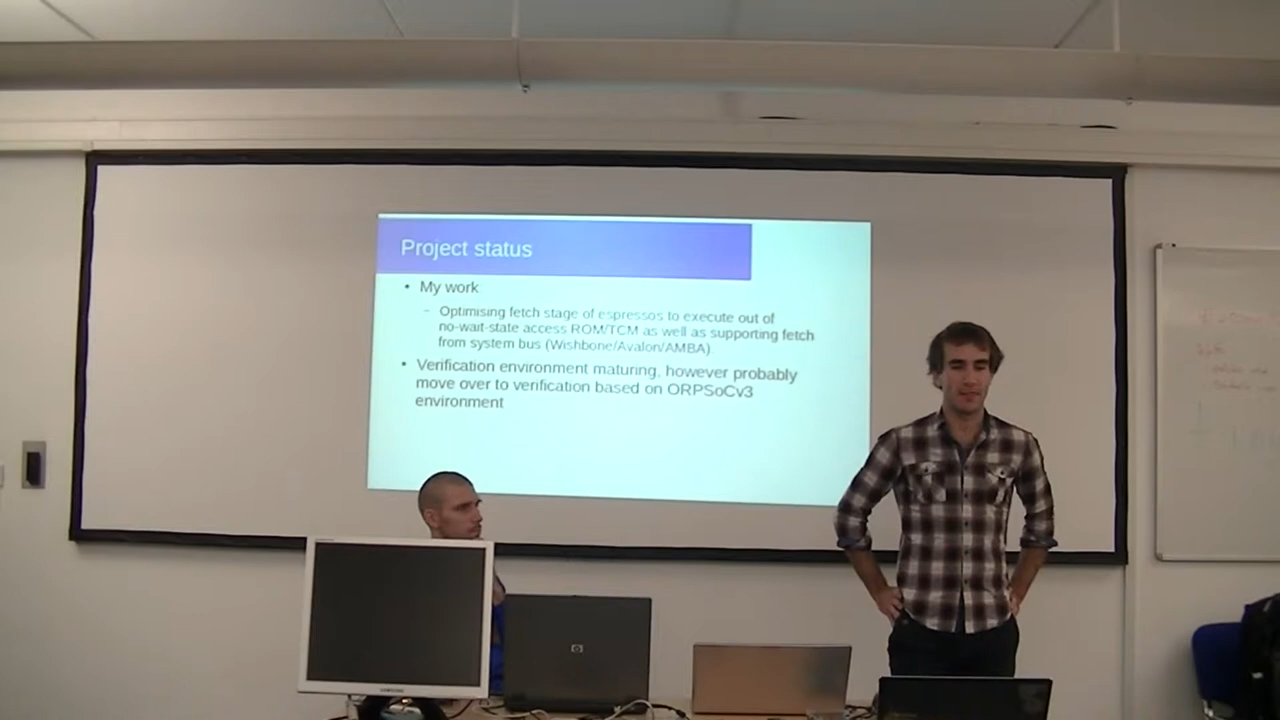 Project status
• My work:
– Optimising fetch stage of espressos to execute out of
no-wait-state access ROM/TCM as well as supporting fetch
from system bus (Wishbone/Avalon/AMBA).
• Verification environment maturing, however probably
move over to verification based on ORPSoCv3
environment
SAMSUNG
hp